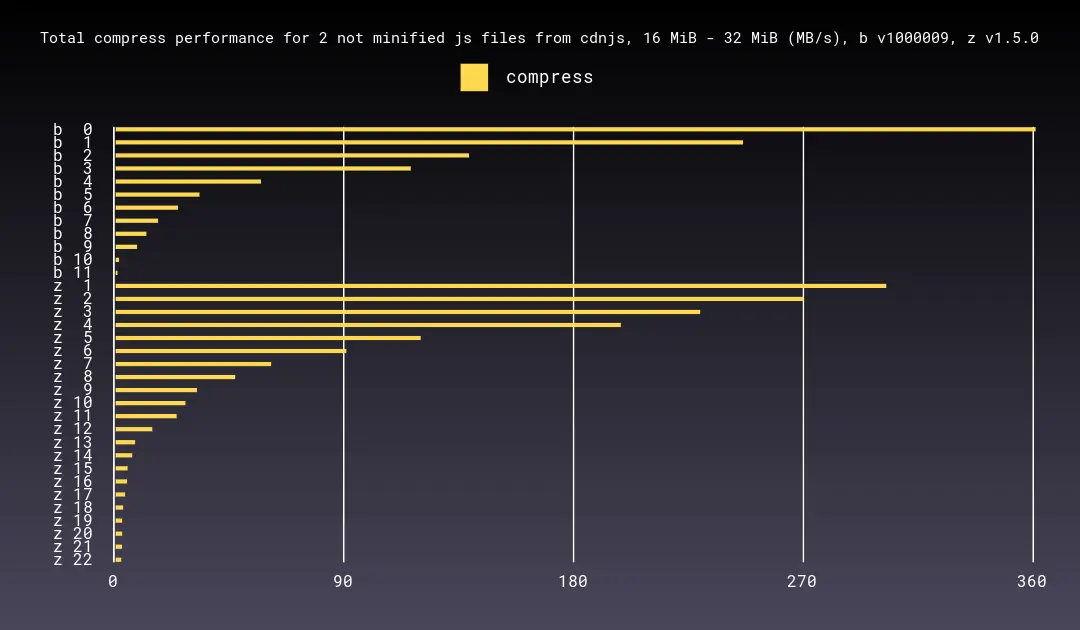 Total compress performance for 2 not minified js files from cdnjs, 16 MiB - 32 MiB (MB/s), b v1000009, z v1.5.0
compress
b 0
b 1
b 2
b 3
b 4
b 5
b 6
b 7
b 8
b 9
b 10
b 11
z 1
z 2
z 3
z 4
z 5
z 6
z 7
z 8
z 9
z 10
z 11
z 12
z 13
z 14
z 15
z 16
z 17
z 18
z 19
z 20
z 21
z 22
0 90 180 270 360